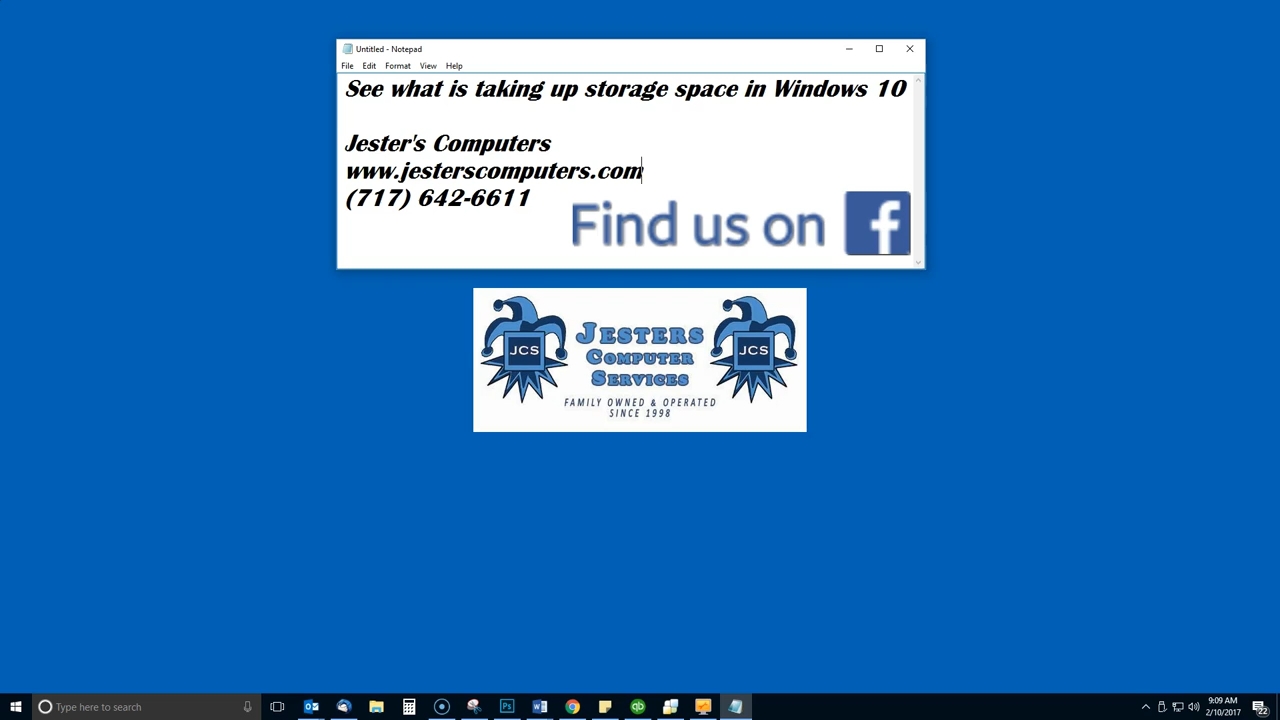 Untitled - Notepad
File Edit Format View Help
See what is taking up storage space in Windows 10
Jester's Computers
www.jesterscomputers.com
(717) 642-6611
Find us on f
JCS
JESTERS
COMPUTER
SERVICES
JCS
FAMILY OWNED & OPERATED
SINCE 1998
Type here to search
9:09 AM
2/10/2017
22